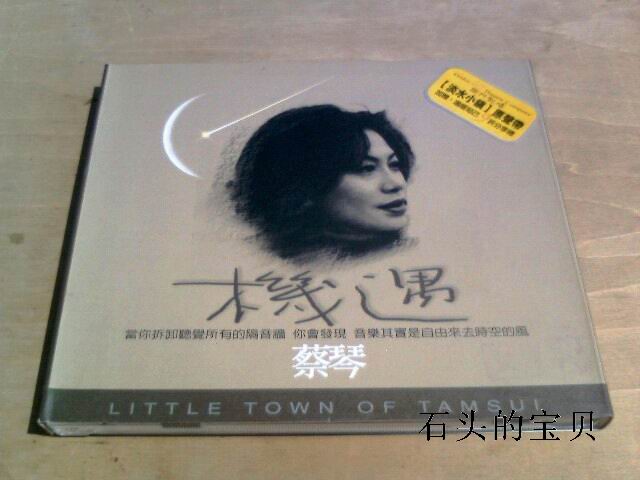 【淡水小鎮】原聲帶
機遇
當你拆卸聽覺所有的隔音牆 你會發現 音樂其實是自由來去時空的風
蔡琴
LITTLE TOWN OF TAMSUI
石头的宝贝